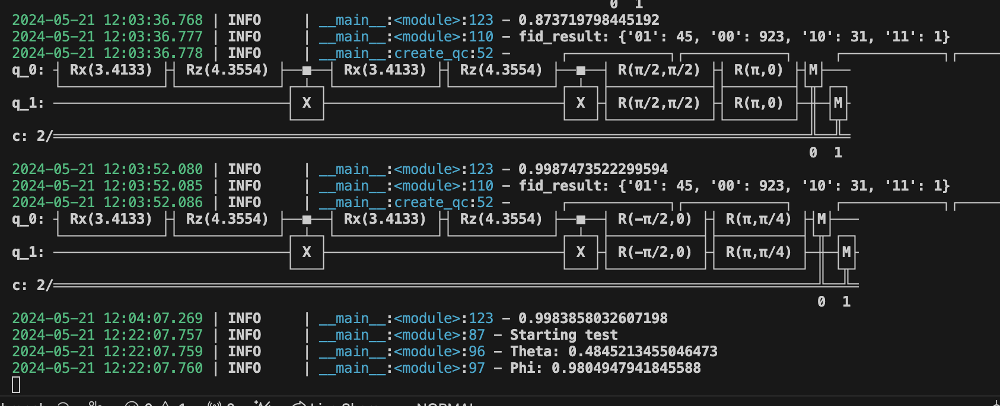 0 1
2024-05-21 12:03:36.768 | INFO | __main__:<module>:123 - 0.873719798445192
2024-05-21 12:03:36.777 | INFO | __main__:<module>:110 - fid_result: {'01': 45, '00': 923, '10': 31, '11': 1}
2024-05-21 12:03:36.778 | INFO | __main__:create_qc:52 -
q_0: Rx(3.4133) Rz(4.3554) ■ Rx(3.4133) Rz(4.3554) ■ R(π/2,π/2) R(π,0) M
q_1: X X R(π/2,π/2) R(π,0) M
c: 2/
0 1
2024-05-21 12:03:52.080 | INFO | __main__:<module>:123 - 0.9987473522299594
2024-05-21 12:03:52.085 | INFO | __main__:<module>:110 - fid_result: {'01': 45, '00': 923, '10': 31, '11': 1}
2024-05-21 12:03:52.086 | INFO | __main__:create_qc:52 -
q_0: Rx(3.4133) Rz(4.3554) ■ Rx(3.4133) Rz(4.3554) ■ R(-π/2,0) R(π,π/4) M
q_1: X X R(-π/2,0) R(π,π/4) M
c: 2/
0 1
2024-05-21 12:04:07.269 | INFO | __main__:<module>:123 - 0.9983858032607198
2024-05-21 12:22:07.757 | INFO | __main__:<module>:87 - Starting test
2024-05-21 12:22:07.759 | INFO | __main__:<module>:96 - Theta: 0.4845213455046473
2024-05-21 12:22:07.760 | INFO | __main__:<module>:97 - Phi: 0.9804947941845588